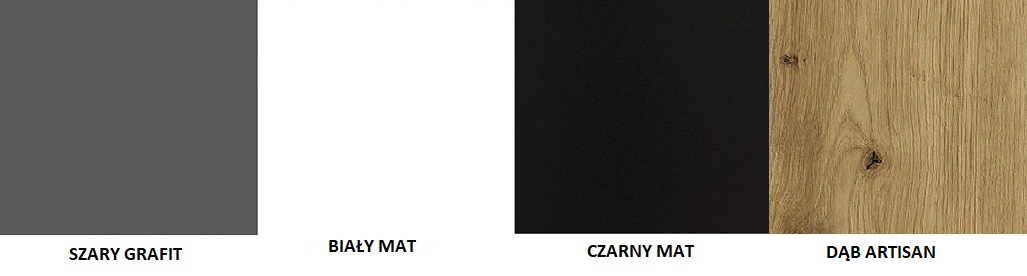 SZARY GRAFIT
BIAŁY MAT
CZARNY MAT
DĄB ARTISAN